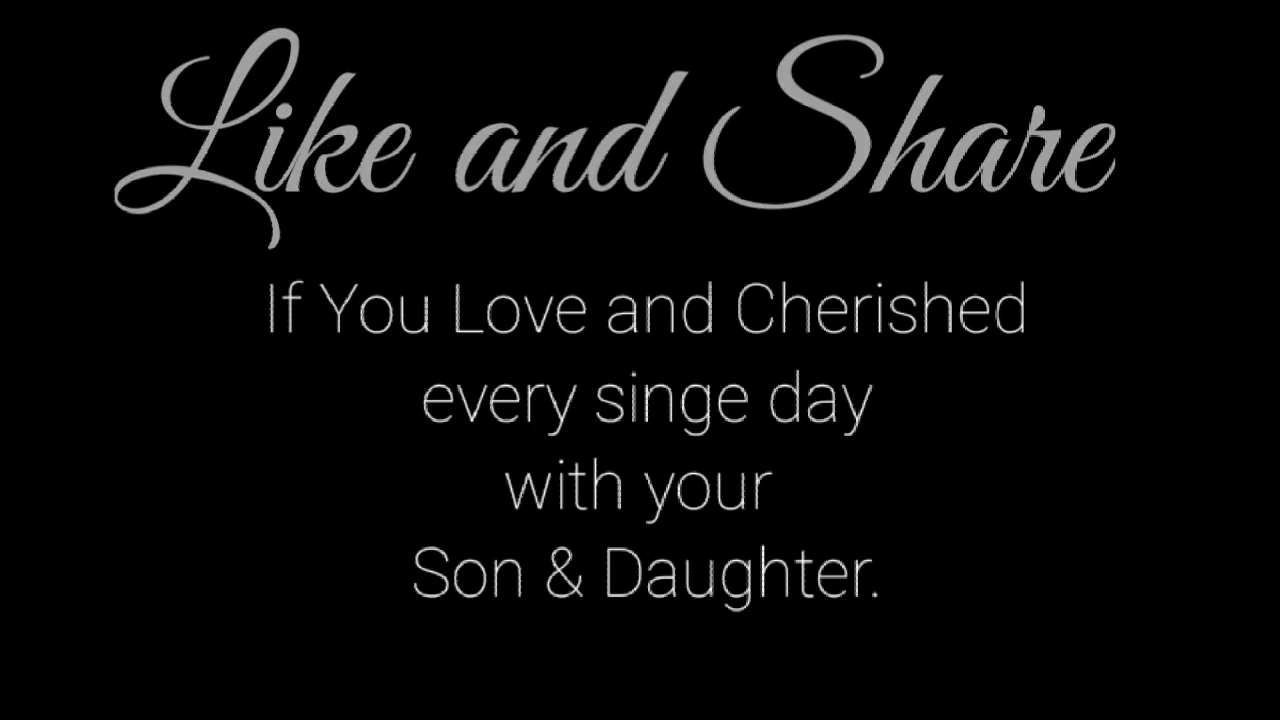 Like and Share
If You Love and Cherished
every singe day
with your
Son & Daughter.